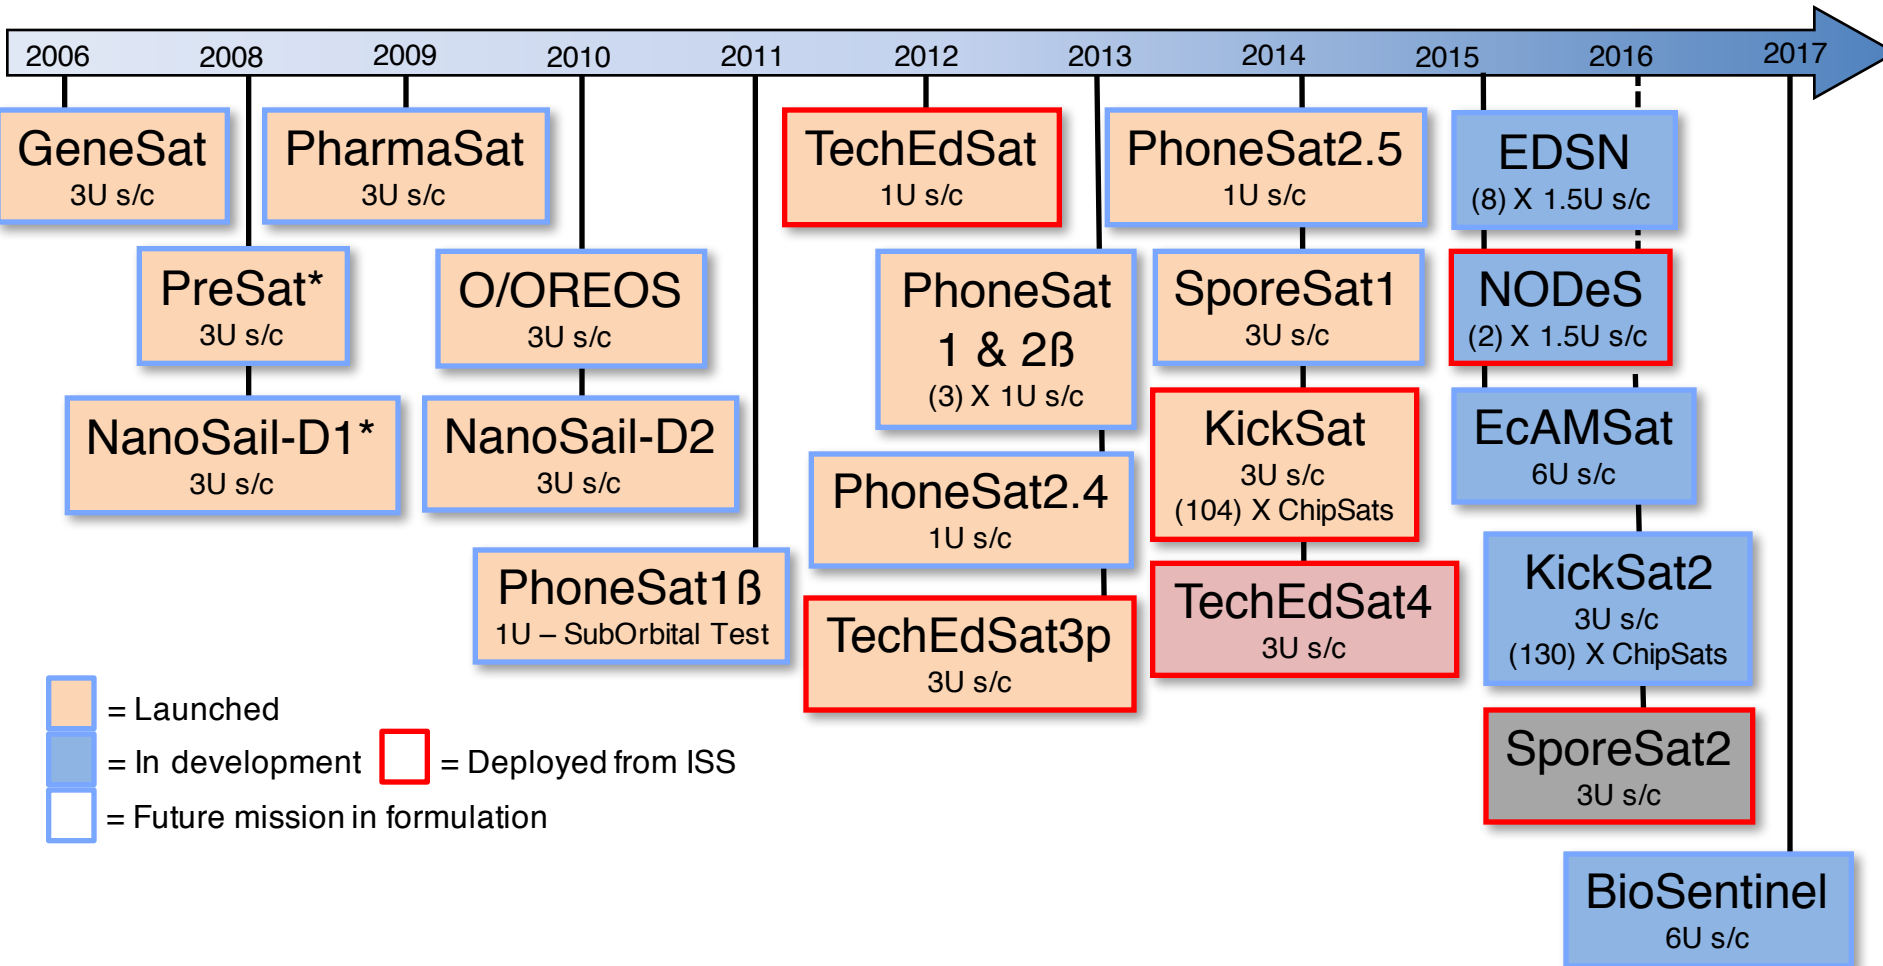 2006 2008 2009 2010 2011 2012 2013 2014 2015 2016 2017
GeneSat
3U s/c
PharmaSat
3U s/c
TechEdSat
1U s/c
PhoneSat2.5
1U s/c
EDSN
(8) X 1.5U s/c
PreSat*
3U s/c
O/OREOS
3U s/c
PhoneSat
1 & 2ß
(3) X 1U s/c
SporeSat1
3U s/c
NODeS
(2) X 1.5U s/c
NanoSail-D1*
3U s/c
NanoSail-D2
3U s/c
KickSat
3U s/c
(104) X ChipSats
EcAMSat
6U s/c
PhoneSat2.4
1U s/c
PhoneSat1ß
1U – SubOrbital Test
TechEdSat3p
3U s/c
TechEdSat4
3U s/c
KickSat2
3U s/c
(130) X ChipSats
SporeSat2
3U s/c
BioSentinel
6U s/c
= Launched
= In development
= Deployed from ISS
= Future mission in formulation